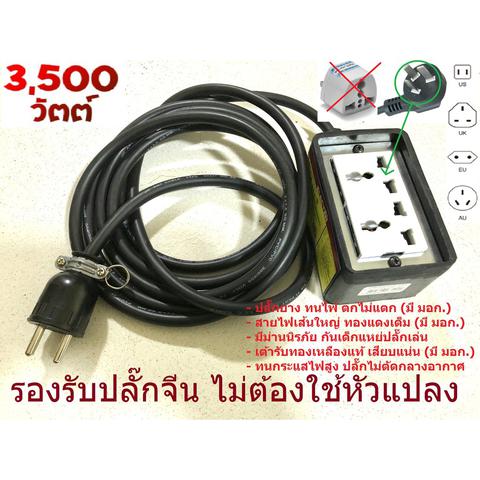 3,500
วัตต์
US
UK
EU
AU
- ปลั๊กยาง ทนไฟ ตกไม่แตก (มี มอก.)
- สายไฟเส้นใหญ่ ทองแดงเต็ม (มี มอก.)
- มีม่านนิรภัย กันเด็กแหย่ปลั๊กเล่น
- เต้ารับทองเหลืองแท้ เสียบแน่น (มี มอก.)
- ทนกระแสไฟสูง ปลั๊กไม่ตัดกลางอากาศ
รองรับปลั๊กจีน ไม่ต้องใช้หัวแปลง